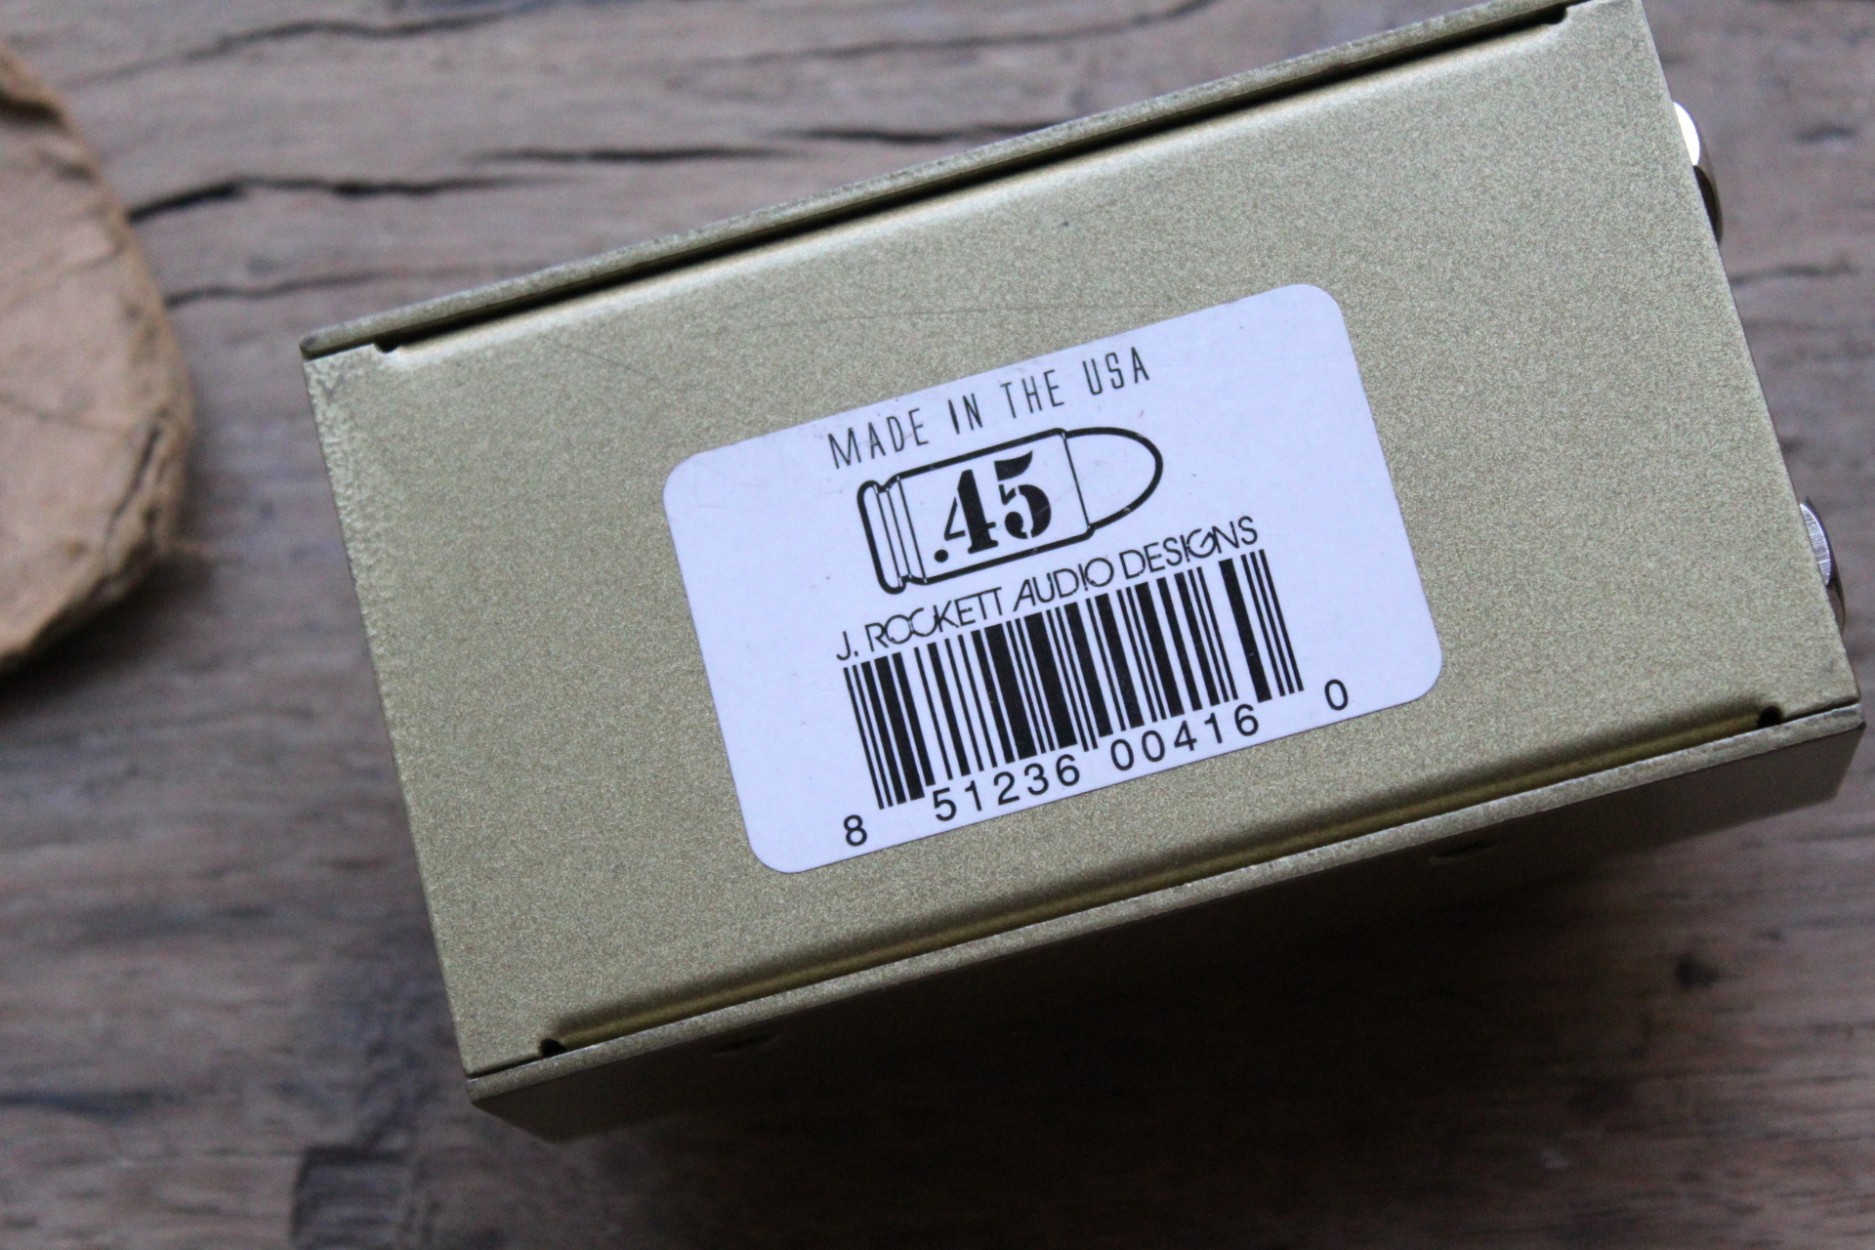 MADE IN THE USA
.45
J. ROCKETT AUDIO DESIGNS
8 51236 00416 0